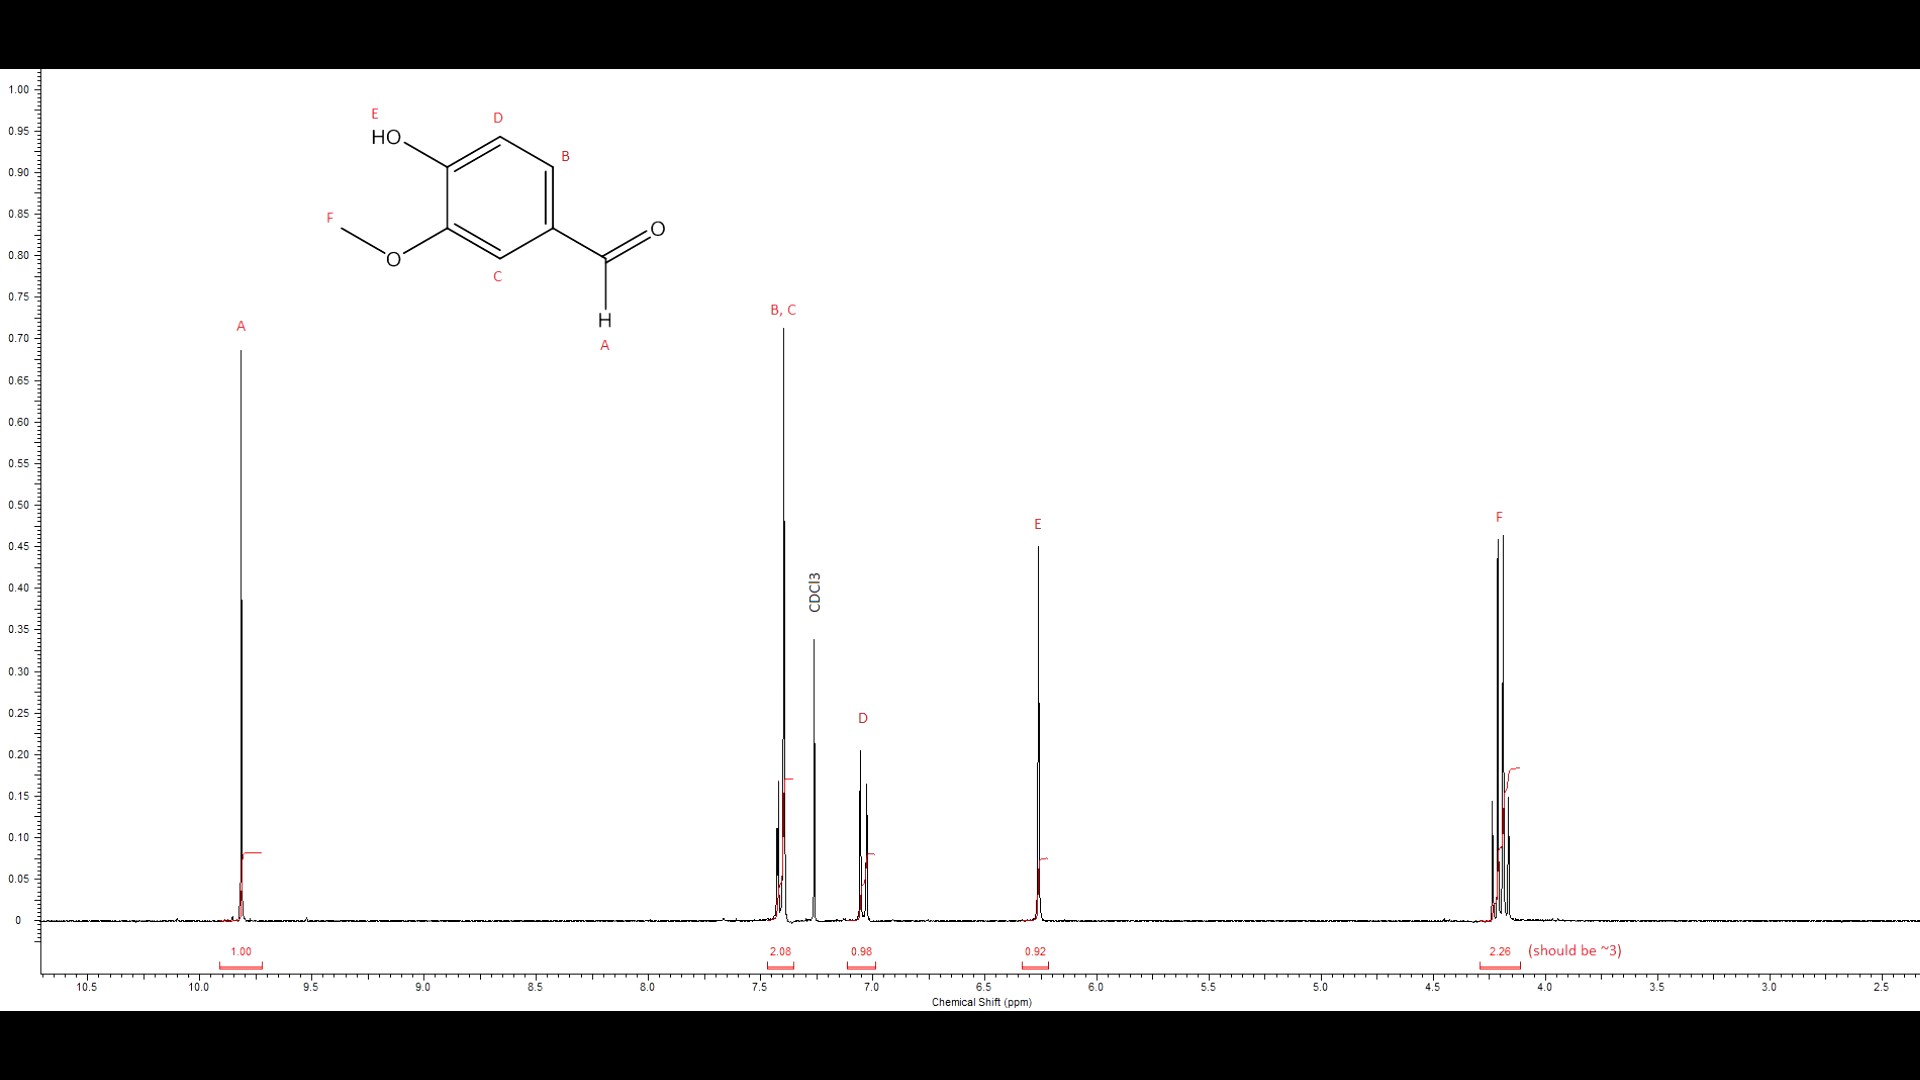 1.00
0.95
0.90
0.85
0.80
0.75
0.70
0.65
0.60
0.55
0.50
0.45
0.40
0.35
0.30
0.25
0.20
0.15
0.10
0.05
0
E
HO
D
B
F
O
O
C
H
A
A
B, C
CDCl3
D
E
F
1.00
2.08
0.98
0.92
2.26 (should be ~3)
10.5 10.0 9.5 9.0 8.5 8.0 7.5 7.0 6.5 6.0 5.5 5.0 4.5 4.0 3.5 3.0 2.5
Chemical Shift (ppm)